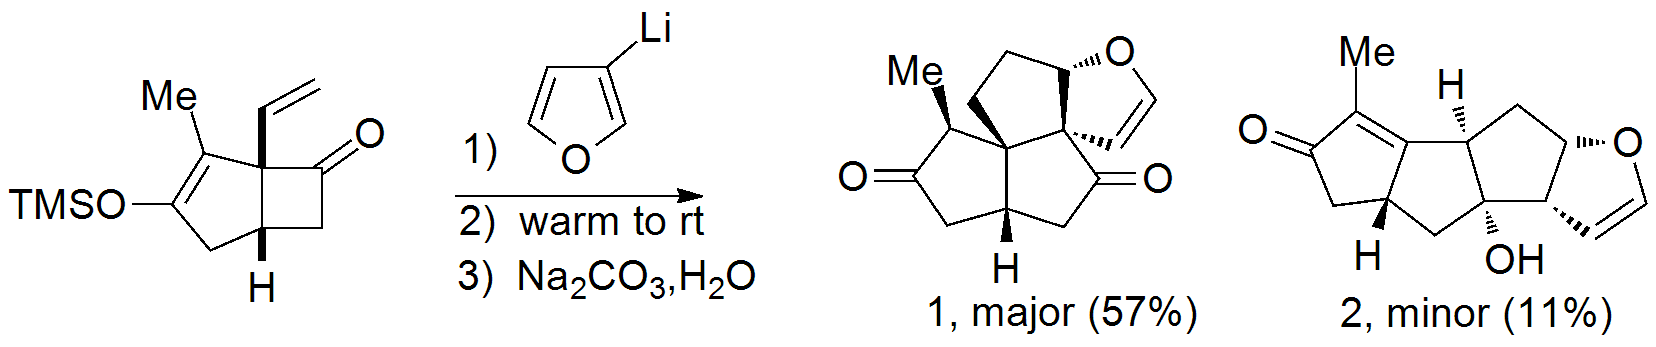 Li
Me
O
O
1)
TMSO
H
2) warm to rt
3) Na₂CO₃,H₂O
Me
O
O
O
H
1, major (57%)
Me
H
O
O
H
OH
2, minor (11%)